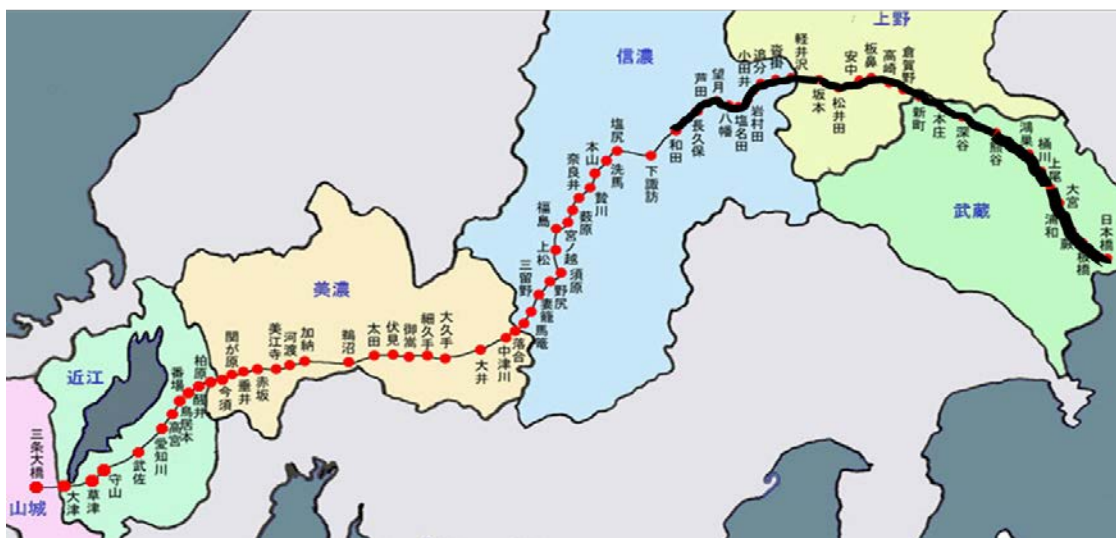 上野
信濃
武蔵
美濃
近江
山城
日本橋
板橋
蕨
浦和
大宮
上尾
桶川
鴻巣
熊谷
深谷
本庄
新町
倉賀野
高崎
板鼻
安中
松井田
坂本
軽井沢
沓掛
追分
小田井
岩村田
塩名田
八幡
望月
芦田
長久保
和田
下諏訪
塩尻
洗馬
本山
贄川
奈良井
藪原
宮ノ越
福島
上松
須原
野尻
三留野
妻籠
馬篭
落合
中津川
大井
大久手
細久手
御嵩
伏見
太田
鵜沼
加納
河渡
美江寺
赤坂
垂井
関が原
今須
柏原
醒井
番場
鳥居本
高宮
愛知川
武佐
守山
草津
大津
三条大橋